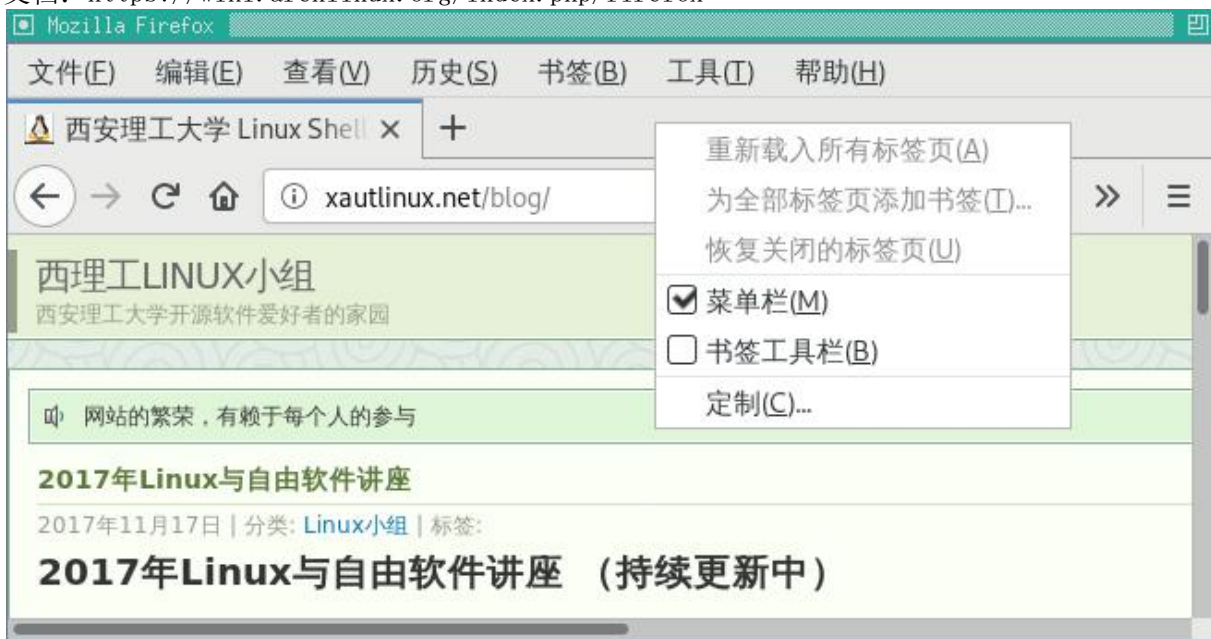 Mozilla Firefox
文件(F) 编辑(E) 查看(V) 历史(S) 书签(B) 工具(T) 帮助(H)
西安理工大学 Linux Shell
重新载入所有标签页(A)
xautlinux.net/blog/
为全部标签页添加书签(T)...
恢复关闭的标签页(U)
西理工LINUX小组
菜单栏(M)
西安理工大学开源软件爱好者的家园
书签工具栏(B)
定制(C)...
网站的繁荣，有赖于每个人的参与
2017年Linux与自由软件讲座
2017年11月17日 | 分类: Linux小组 | 标签:
2017年Linux与自由软件讲座 （持续更新中）